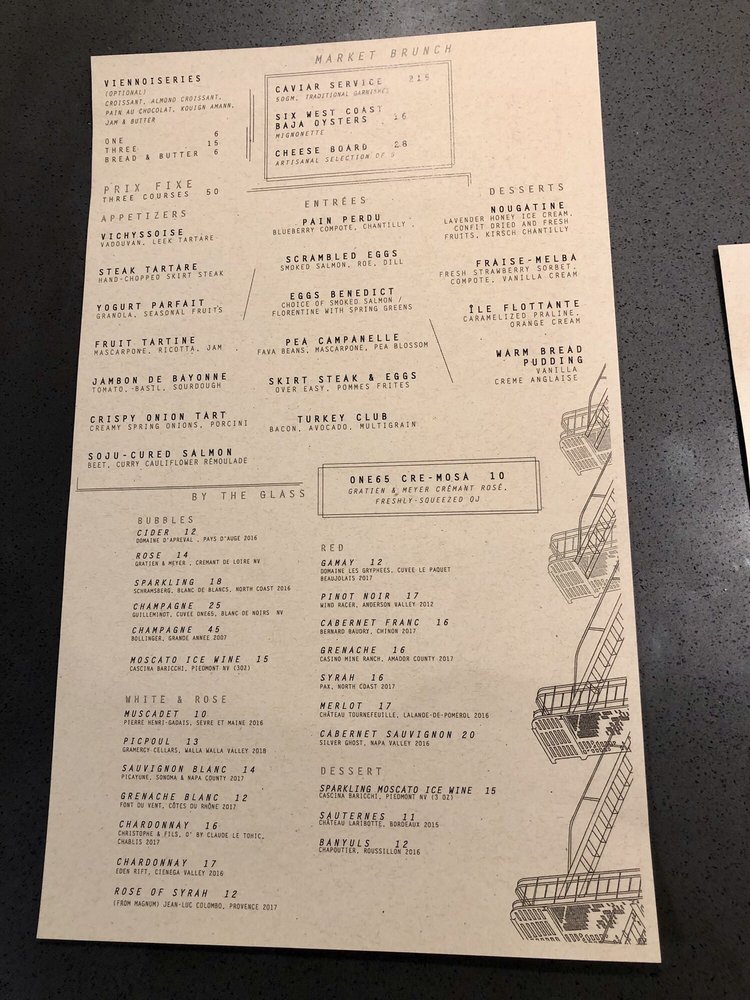 MARKET BRUNCH
VIENNOISERIES
(OPTIONAL)
CROISSANT, ALMOND CROISSANT,
PAIN AU CHOCOLAT, KOUIGN AMANN,
JAM & BUTTER
ONE 6
THREE 15
BREAD & BUTTER 6
CAVIAR SERVICE 215
50GM, TRADITIONAL GARNISHES
SIX WEST COAST
BAJA OYSTERS 16
MIGNONETTE
CHEESE BOARD 28
ARTISANAL SELECTION OF 5
PRIX FIXE
THREE COURSES 50
APPETIZERS
VICHYSSOISE
VADOUVAN, LEEK TARTARE
STEAK TARTARE
HAND-CHOPPED SKIRT STEAK
YOGURT PARFAIT
GRANOLA, SEASONAL FRUITS
FRUIT TARTINE
MASCARPONE, RICOTTA, JAM
JAMBON DE BAYONNE
TOMATO, BASIL, SOURDOUGH
CRISPY ONION TART
CREAMY SPRING ONIONS, PORCINI
SOJU-CURED SALMON
BEET, CURRY CAULIFLOWER RÉMOULADE
ENTRÉES
PAIN PERDU
BLUEBERRY COMPOTE, CHANTILLY
SCRAMBLED EGGS
SMOKED SALMON, ROE, DILL
EGGS BENEDICT
CHOICE OF SMOKED SALMON /
FLORENTINE WITH SPRING GREENS
PEA CAMPANELLE
FAVA BEANS, MASCARPONE, PEA BLOSSOM
SKIRT STEAK & EGGS
OVER EASY, POMMES FRITES
TURKEY CLUB
BACON, AVOCADO, MULTIGRAIN
DESSERTS
NOUGATINE
LAVENDER HONEY ICE CREAM,
CONFIT DRIED AND FRESH
FRUITS, KIRSCH CHANTILLY
FRAISE-MELBA
FRESH STRAWBERRY SORBET,
COMPOTE, VANILLA CREAM
ÎLE FLOTTANTE
CARAMELIZED PRALINE,
ORANGE CREAM
WARM BREAD
PUDDING
VANILLA
CREME ANGLAISE
ONE65 CRE-MOSA 10
GRATIEN & MEYER CRÉMANT ROSÉ,
FRESHLY-SQUEEZED OJ
BY THE GLASS
BUBBLES
CIDER 12
DOMAINE D'APREVAL , PAYS D'AUGE 2016
ROSE 14
GRATIEN & MEYER , CREMANT DE LOIRE NV
SPARKLING 18
SCHRAMSBERG, BLANC DE BLANCS, NORTH COAST 2016
CHAMPAGNE 25
GUILLEMINOT, CUVEE ONE65, BLANC DE NOIRS NV
CHAMPAGNE 45
BOLLINGER, GRANDE ANNEE 2007
MOSCATO ICE WINE 15
CASCINA BARICCHI, PIEDMONT NV (3OZ)
WHITE & ROSE
MUSCADET 10
PIERRE HENRI-GADAIS, SEVRE ET MAINE 2016
PICPOUL 13
GRAMERCY CELLARS, WALLA WALLA VALLEY 2018
SAUVIGNON BLANC 14
PICAYUNE, SONOMA & NAPA COUNTY 2017
GRENACHE BLANC 12
FONT DU VENT, CÔTES DU RHÔNE 2017
CHARDONNAY 16
CHRISTOPHE & FILS, O' BY CLAUDE LE TOHIC,
CHABLIS 2017
CHARDONNAY 17
EDEN RIFT, CIENEGA VALLEY 2016
ROSE OF SYRAH 12
(FROM MAGNUM) JEAN-LUC COLOMBO, PROVENCE 2017
RED
GAMAY 12
DOMAINE LES GRYPHEES, CUVEE LE PAQUET
BEAUJOLAIS 2017
PINOT NOIR 17
WIND RACER, ANDERSON VALLEY 2012
CABERNET FRANC 16
BERNARD BAUDRY, CHINON 2017
GRENACHE 16
CASINO MINE RANCH, AMADOR COUNTY 2017
SYRAH 16
PAX, NORTH COAST 2017
MERLOT 17
CHÂTEAU TOURNEFEUILLE, LALANDE-DE-POMEROL 2016
CABERNET SAUVIGNON 20
SILVER GHOST, NAPA VALLEY 2016
DESSERT
SPARKLING MOSCATO ICE WINE 15
CASCINA BARICCHI, PIEDMONT NV (3 OZ)
SAUTERNES 11
CHÂTEAU LARIBOTTE, BORDEAUX 2015
BANYULS 12
CHAPOUTIER, ROUSSILLON 2016